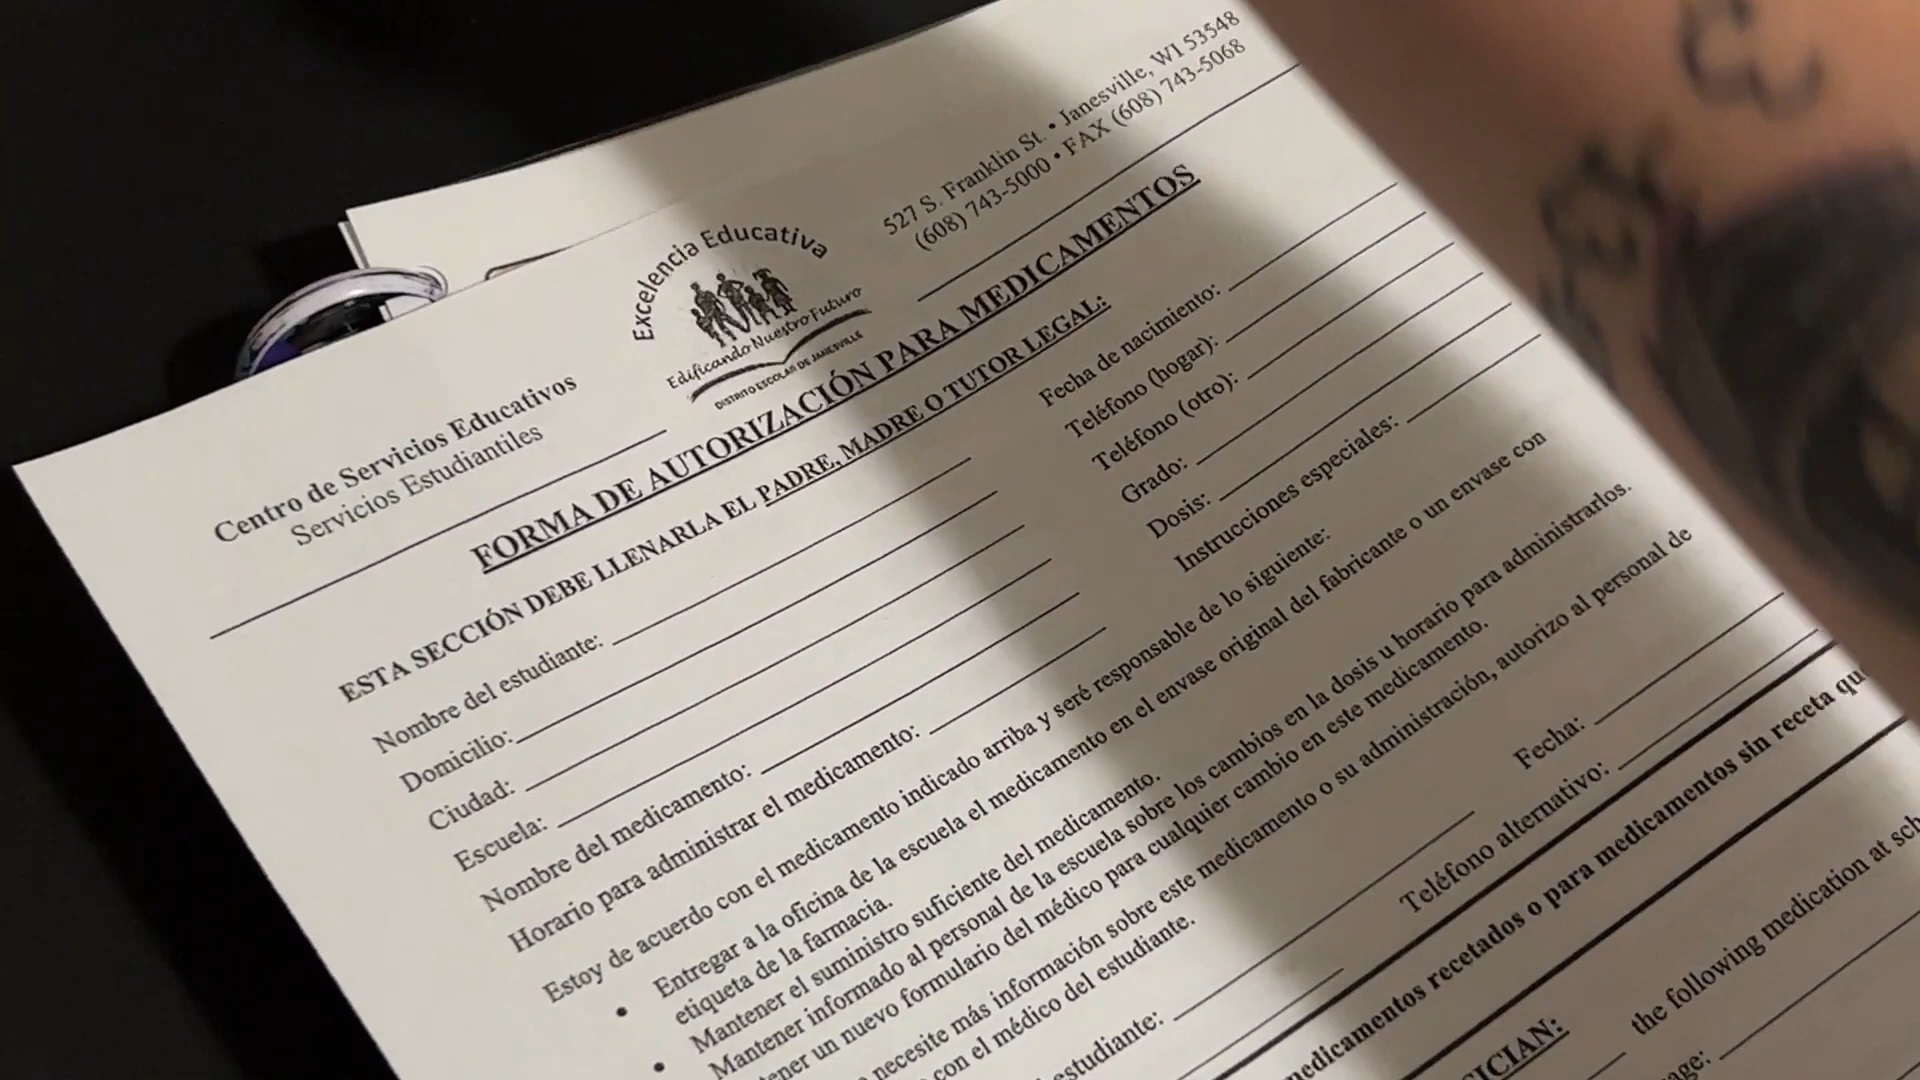 Centro de Servicios Educativos
Servicios Estudiantiles
Excelencia Educativa
Edificando Nuestro Futuro
DISTRITO ESCOLAR DE JANESVILLE
527 S. Franklin St. • Janesville, WI 53548
(608) 743-5000 • FAX (608) 743-5068
FORMA DE AUTORIZACIÓN PARA MEDICAMENTOS
ESTA SECCIÓN DEBE LLENARLA EL PADRE, MADRE O TUTOR LEGAL:
Nombre del estudiante: Fecha de nacimiento:
Domicilio: Teléfono (hogar):
Ciudad: Teléfono (otro):
Escuela: Grado:
Nombre del medicamento: Dosis:
Horario para administrar el medicamento: Instrucciones especiales:
Estoy de acuerdo con el medicamento indicado arriba y seré responsable de lo siguiente:
• Entregar a la oficina de la escuela el medicamento en el envase original del fabricante o un envase con
etiqueta de la farmacia.
• Mantener el suministro suficiente del medicamento.
Mantener informado al personal de la escuela sobre los cambios en la dosis u horario para administrarlos.
un nuevo formulario del médico para cualquier cambio en este medicamento.
necesite más información sobre este medicamento o su administración, autorizo al personal de
con el médico del estudiante.
estudiante: Fecha:
Teléfono alternativo:
medicamentos recetados o para medicamentos sin receta
the following medication at